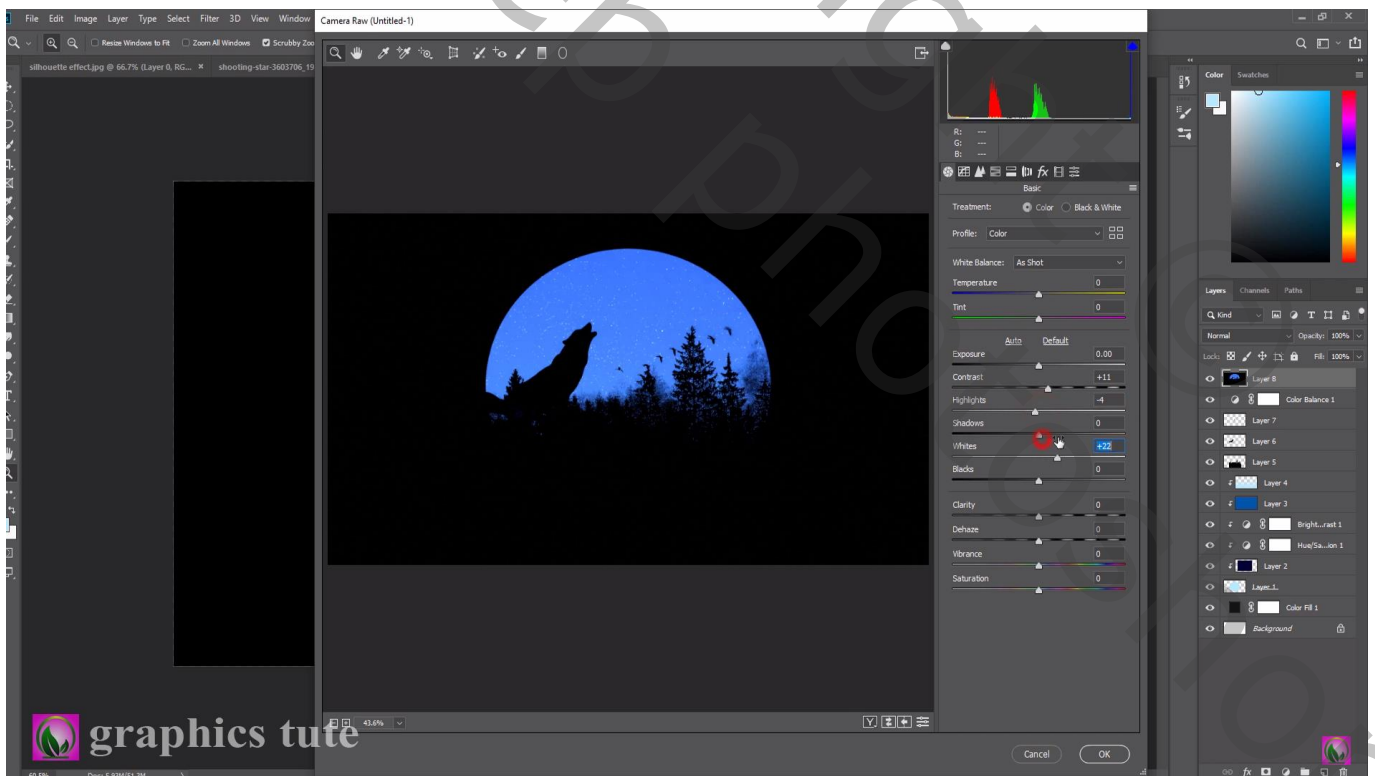 File Edit Image Layer Type Select Filter 3D View Window
Camera Raw (Untitled-1)
Resize Windows to Fit Zoom All Windows Scrubby Zoo
silhouette effect.jpg @ 66.7% (Layer 0, RG... × shooting-star-3603706_19
Color Swatches
R: ---
G: ---
B: ---
fx
Basic
Treatment: Color Black & White
Profile: Color
White Balance: As Shot
Temperature 0
Tint 0
Auto Default
Exposure 0.00
Contrast +11
Highlights -4
Shadows 0
Whites +22
Blacks 0
Clarity 0
Dehaze 0
Vibrance 0
Saturation 0
Layers Channels Paths
Kind
Normal Opacity: 100%
Lock: Fill: 100%
Layer 8
Color Balance 1
Layer 7
Layer 6
Layer 5
Layer 4
Layer 3
Bright...rast 1
Hue/Sa...ion 1
Layer 2
Layer 1
Color Fill 1
Background
43.6%
Y
graphics tute
Cancel OK
fx